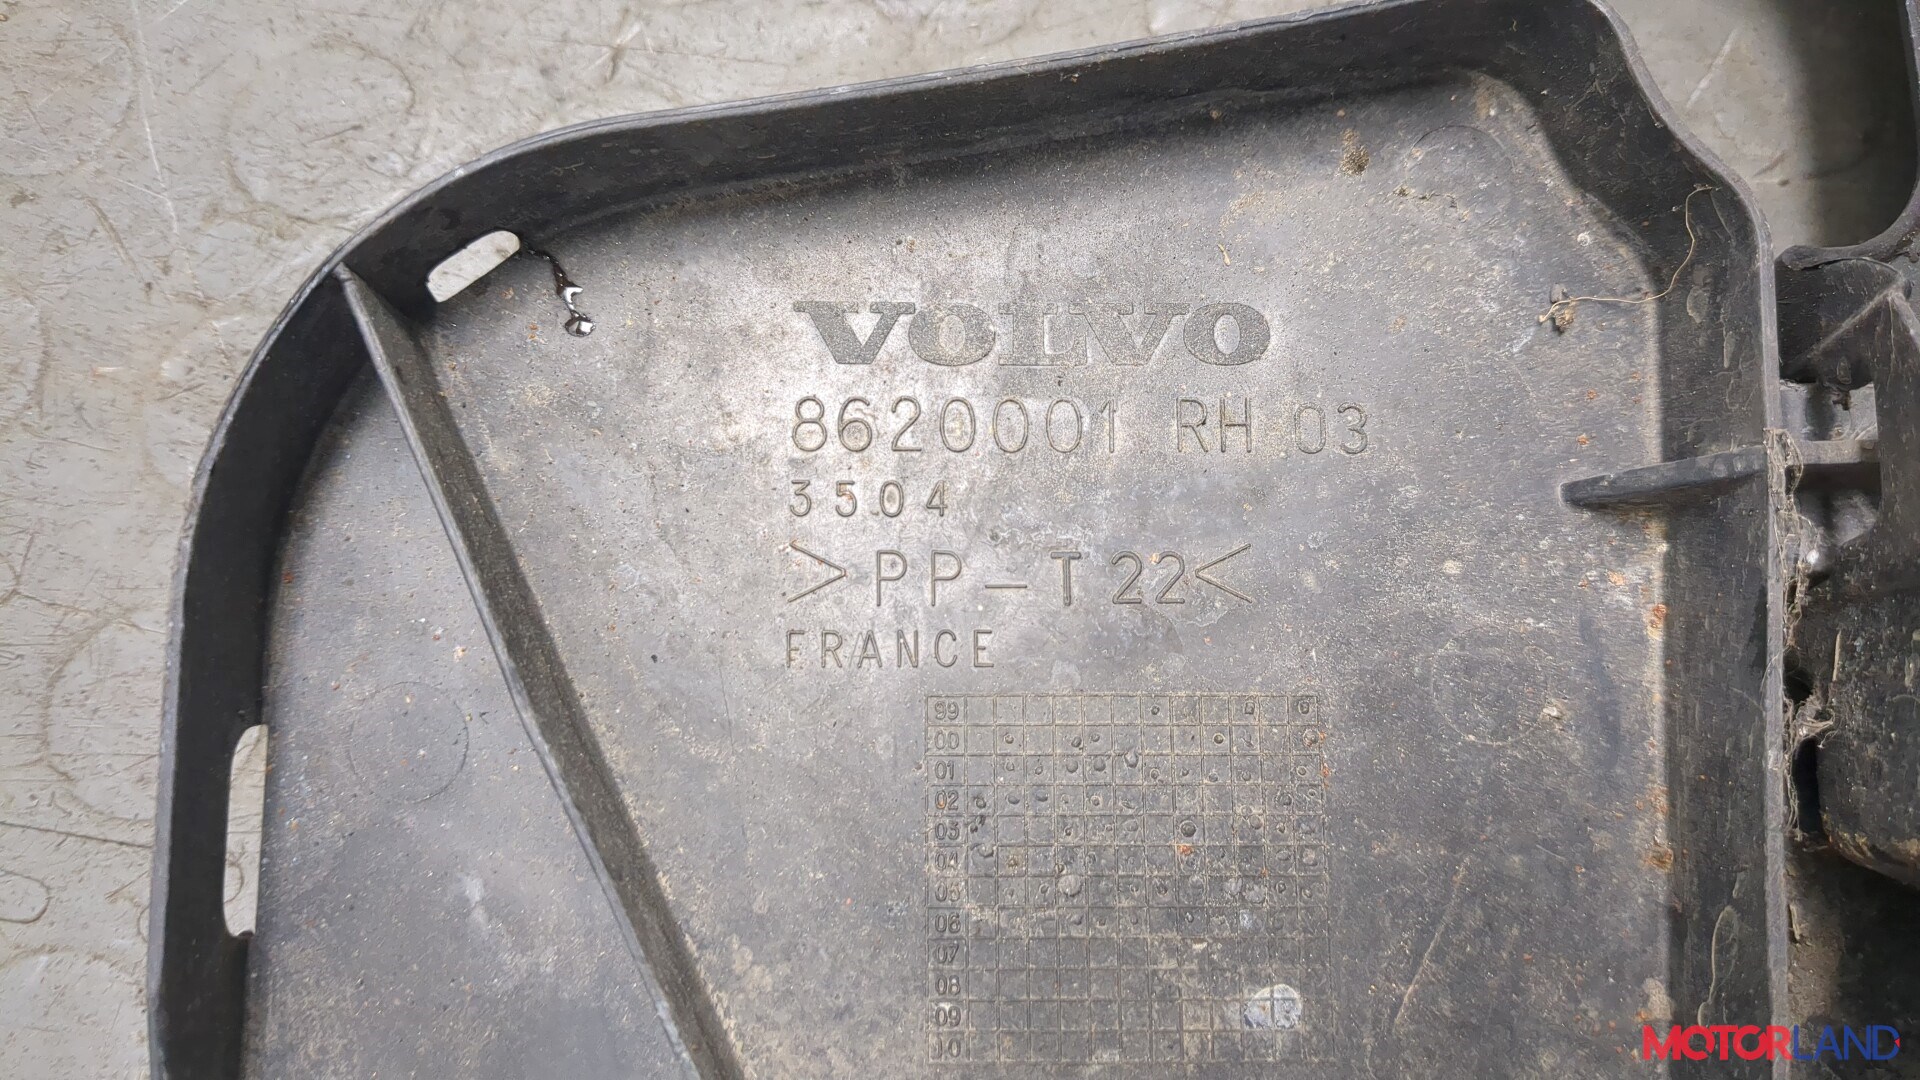 VOLVO
8620001 RH 03
3504
>PP-T22<
FRANCE
99
00
01
02
03
04
05
06
07
08
09
10
MOTORLAND